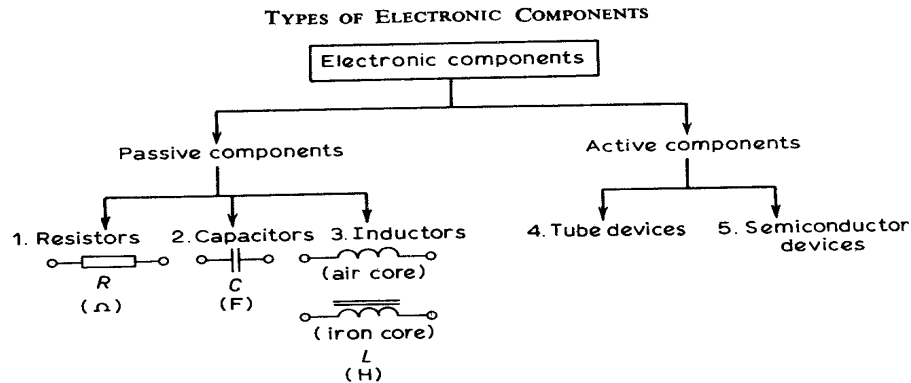 TYPES OF ELECTRONIC COMPONENTS
Electronic components
Passive components
Active components
1. Resistors
R
(Ω)
2. Capacitors
C
(F)
3. Inductors
(air core)
(iron core)
L
(H)
4. Tube devices
5. Semiconductor
devices